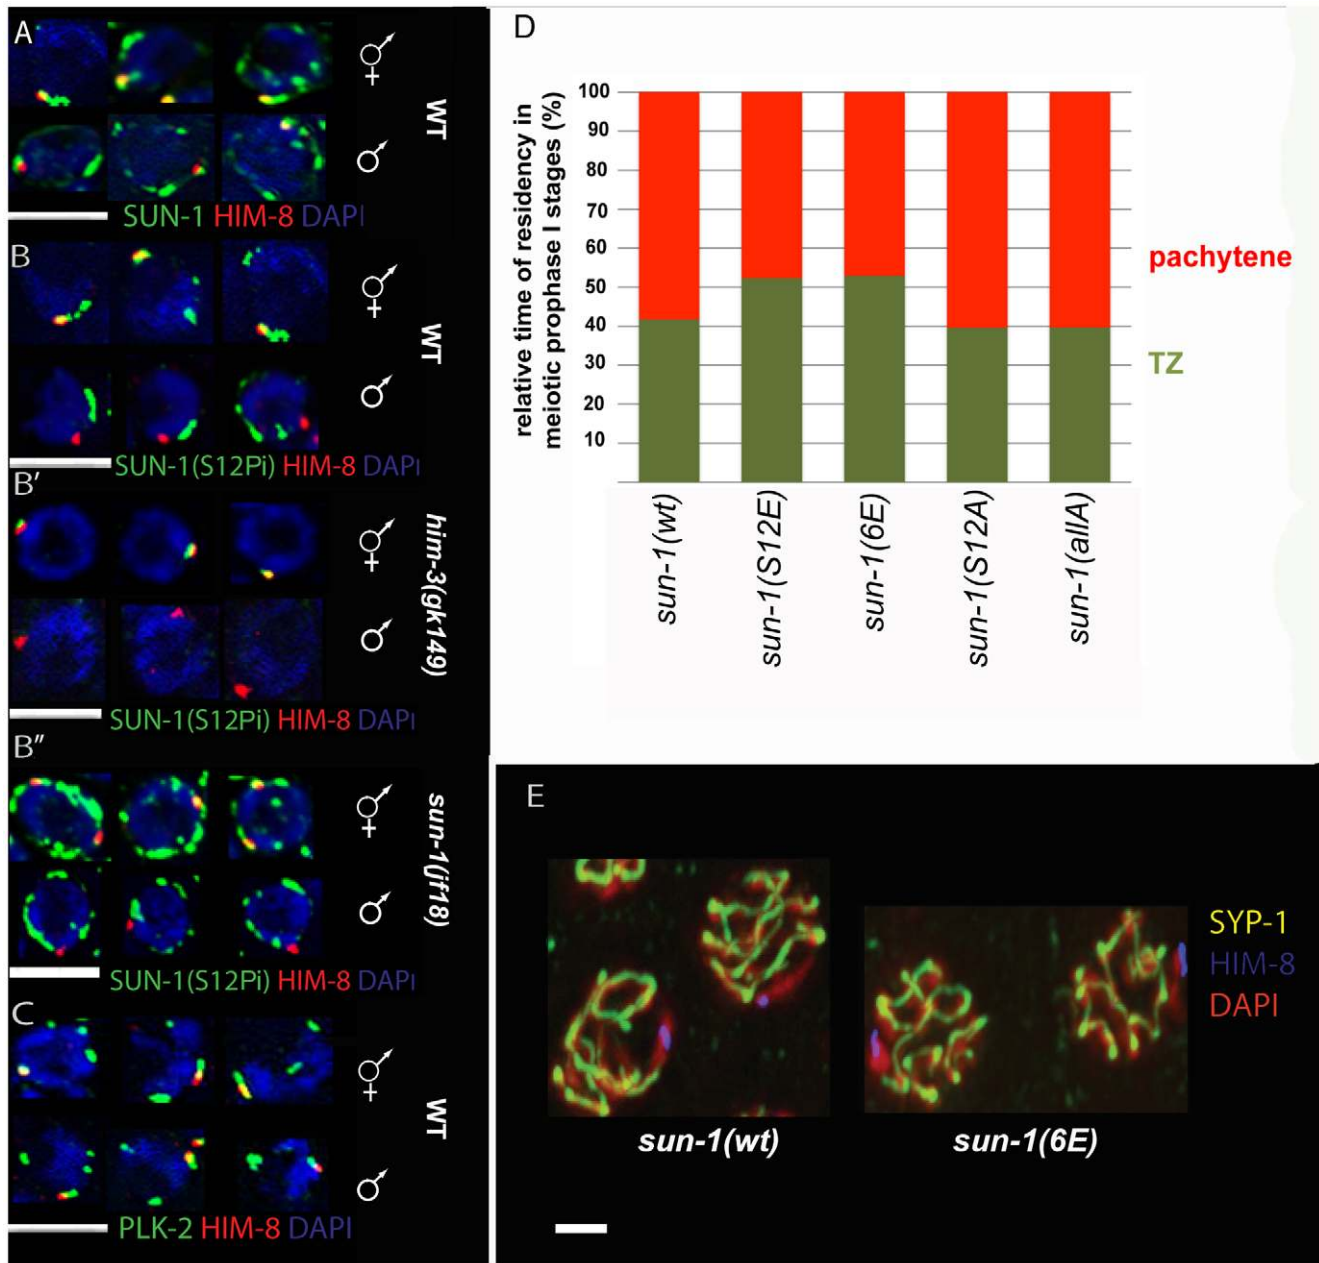 A
WT
SUN-1 HIM-8 DAPI
B
WT
SUN-1(S12Pi) HIM-8 DAPI
B'
him-3(gk149)
SUN-1(S12Pi) HIM-8 DAPI
B"
sun-1(jf18)
SUN-1(S12Pi) HIM-8 DAPI
C
WT
PLK-2 HIM-8 DAPI
D
relative time of residency in
meiotic prophase I stages (%)
100
90
80
70
60
50
40
30
20
10
pachytene
TZ
sun-1(wt)
sun-1(S12E)
sun-1(6E)
sun-1(S12A)
sun-1(allA)
E
SYP-1
HIM-8
DAPI
sun-1(wt)
sun-1(6E)